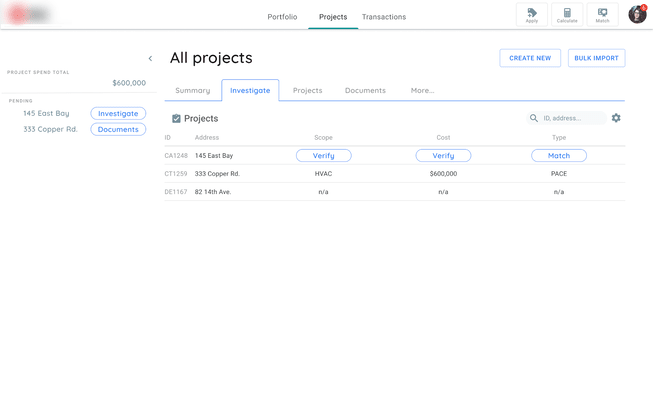 Portfolio Projects Transactions
Apply Calculate Match
All projects
CREATE NEW BULK IMPORT
PROJECT SPEND TOTAL
$600,000
PENDING
145 East Bay Investigate
333 Copper Rd. Documents
Summary Investigate Projects Documents More...
Projects
ID, address...
ID Address Scope Cost Type
CA1248 145 East Bay Verify Verify Match
CT1259 333 Copper Rd. HVAC $600,000 PACE
DE1167 82 14th Ave. n/a n/a n/a